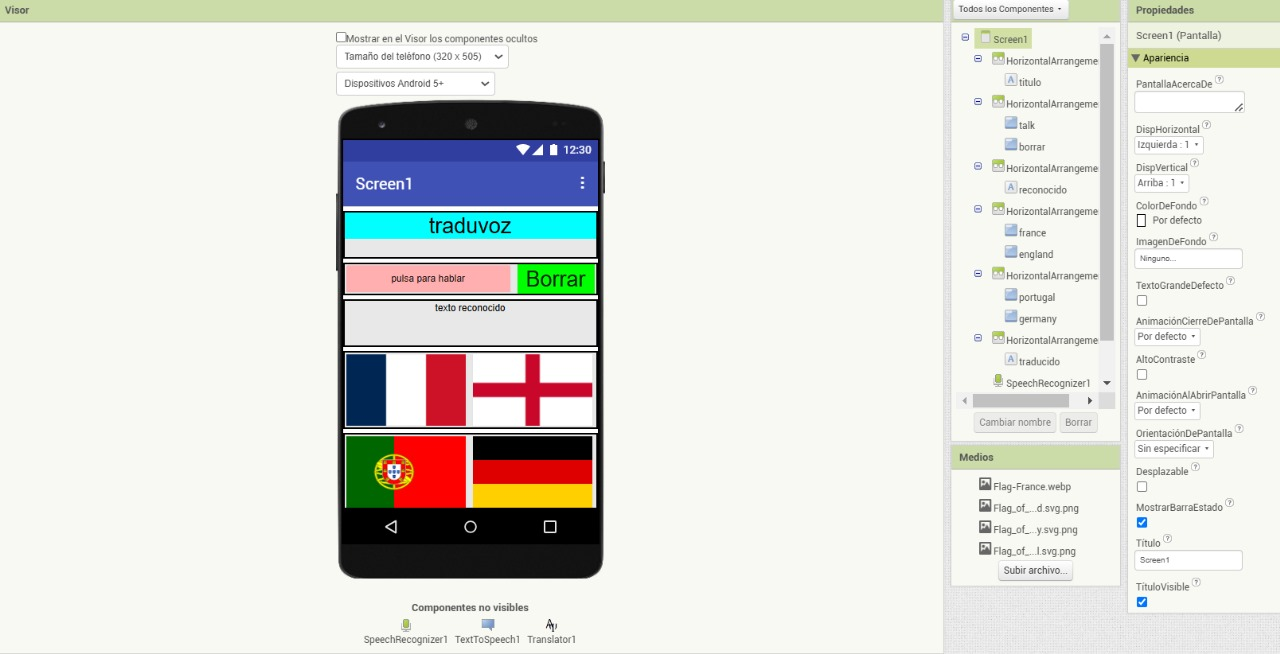 Visor
Mostrar en el Visor los componentes ocultos
Tamaño del teléfono (320 x 505)
Dispositivos Android 5+
12:30
Screen1
traduvoz
pulsa para hablar
Borrar
texto reconocido
Componentes no visibles
SpeechRecognizer1 TextToSpeech1 Translator1
Todos los Componentes
Screen1
HorizontalArrangeme
título
HorizontalArrangeme
talk
borrar
HorizontalArrangeme
reconocido
HorizontalArrangeme
france
england
HorizontalArrangeme
portugal
germany
HorizontalArrangeme
traducido
SpeechRecognizer1
Cambiar nombre Borrar
Medios
Flag-France.webp
Flag_of_...d.svg.png
Flag_of_...y.svg.png
Flag_of_...l.svg.png
Subir archivo...
Propiedades
Screen1 (Pantalla)
Apariencia
PantallaAcercaDe
DispHorizontal
Izquierda : 1
DispVertical
Arriba : 1
ColorDeFondo
Por defecto
ImagenDeFondo
Ninguno...
TextoGrandeDefecto
AnimaciónCierreDePantalla
Por defecto
AltoContraste
AnimaciónAlAbrirPantalla
Por defecto
OrientaciónDePantalla
Sin especificar
Desplazable
MostrarBarraEstado
Título
Screen1
TítuloVisible